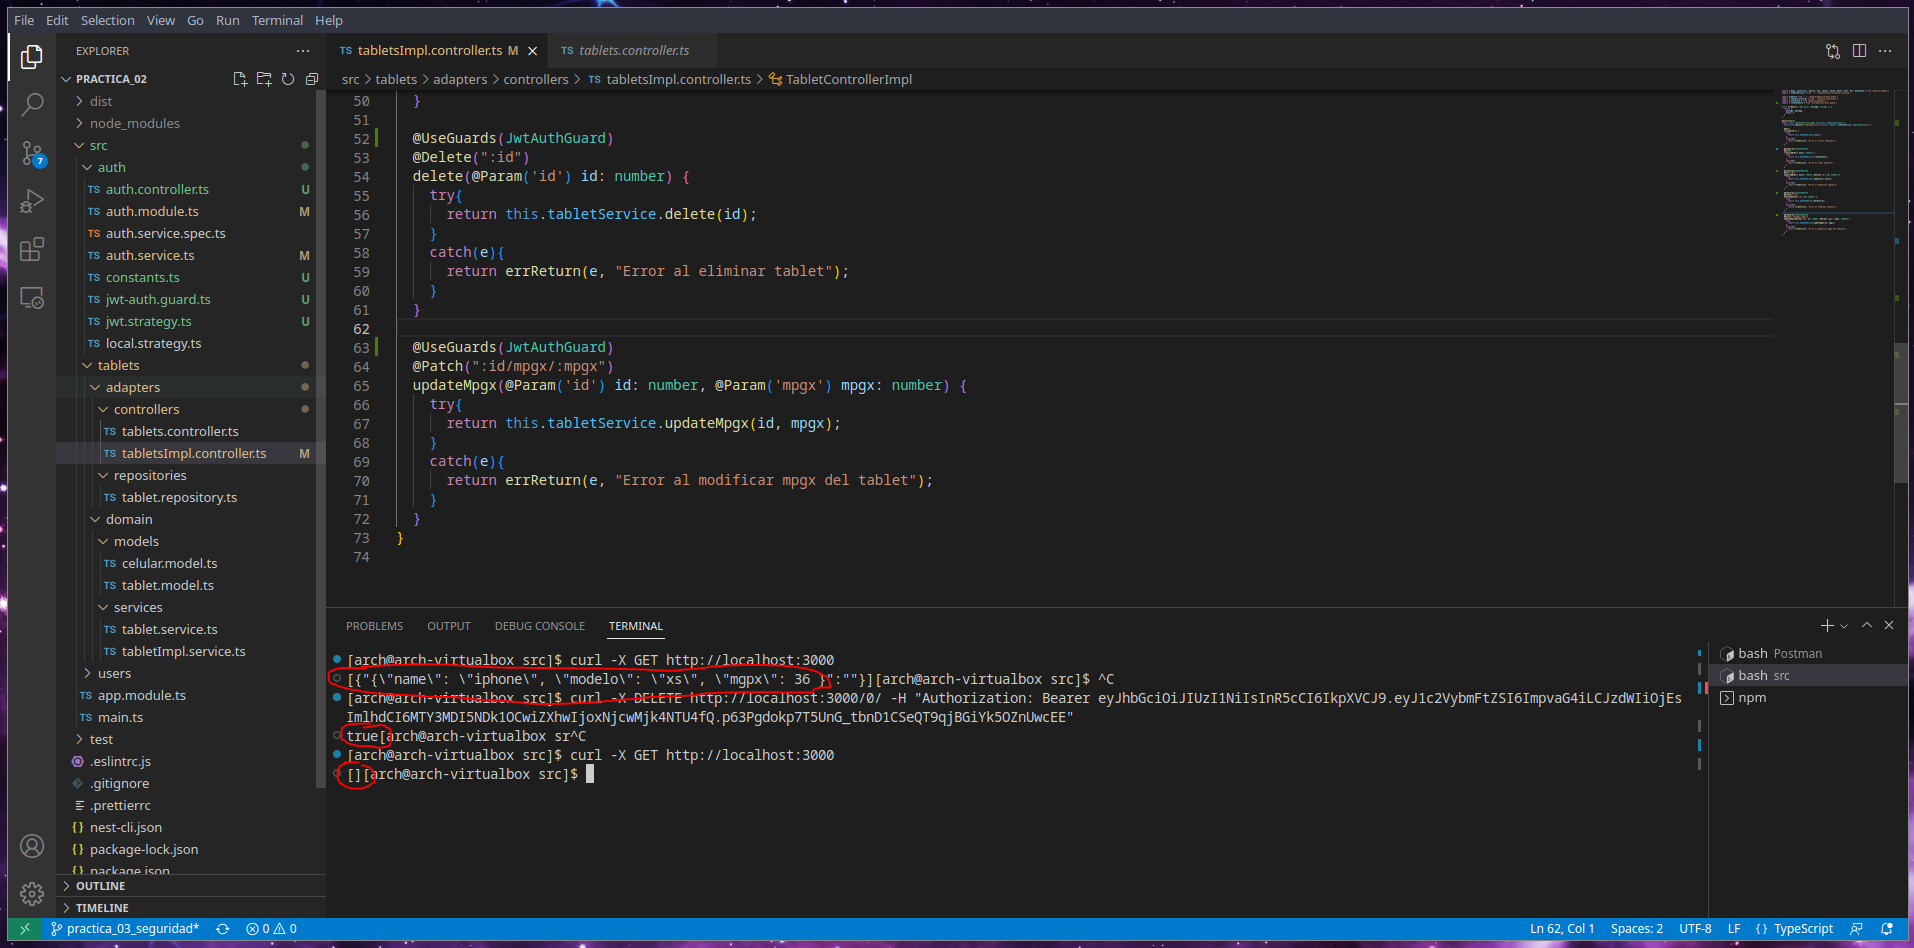 File Edit Selection View Go Run Terminal Help
EXPLORER
PRACTICA_02
dist
node_modules
src
auth
TS auth.controller.ts U
TS auth.module.ts M
TS auth.service.spec.ts
TS auth.service.ts M
TS constants.ts U
TS jwt-auth.guard.ts U
TS jwt.strategy.ts U
TS local.strategy.ts
tablets
adapters
controllers
TS tablets.controller.ts
TS tabletsImpl.controller.ts M
repositories
TS tablet.repository.ts
domain
models
TS celular.model.ts
TS tablet.model.ts
services
TS tablet.service.ts
TS tabletImpl.service.ts
users
TS app.module.ts
TS main.ts
test
.eslintrc.js
.gitignore
.prettierrc
{} nest-cli.json
{} package-lock.json
{} package.json
OUTLINE
TIMELINE
7
TS tabletsImpl.controller.ts M
TS tablets.controller.ts
src > tablets > adapters > controllers > TS tabletsImpl.controller.ts > TabletControllerImpl
50 }
51
52 @UseGuards(JwtAuthGuard)
53 @Delete(":id")
54 delete(@Param('id') id: number) {
55 try{
56 return this.tabletService.delete(id);
57 }
58 catch(e){
59 return errReturn(e, "Error al eliminar tablet");
60 }
61 }
62
63 @UseGuards(JwtAuthGuard)
64 @Patch(":id/mpgx/:mpgx")
65 updateMpgx(@Param('id') id: number, @Param('mpgx') mpgx: number) {
66 try{
67 return this.tabletService.updateMpgx(id, mpgx);
68 }
69 catch(e){
70 return errReturn(e, "Error al modificar mpgx del tablet");
71 }
72 }
73 }
74
PROBLEMS OUTPUT DEBUG CONSOLE TERMINAL
[arch@arch-virtualbox src]$ curl -X GET http://localhost:3000
[{"{\"name\": \"iphone\", \"modelo\": \"xs\", \"mgpx\": 36 }":""}][arch@arch-virtualbox src]$ ^C
[arch@arch-virtualbox src]$ curl -X DELETE http://localhost:3000/0/ -H "Authorization: Bearer eyJhbGciOiJIUzI1NiIsInR5cCI6IkpXVCJ9.eyJ1c2VybmFtZSI6ImpvaG4iLCJzdWIiOjEs
ImlhdCI6MTY3MDI5NDk1OCwiZXhwIjoxNjcwMjk4NTU4fQ.p63Pgdokp7T5UnG_tbnD1CSeQT9qjBGiYk5OZnUwcEE"
true[arch@arch-virtualbox sr^C
[arch@arch-virtualbox src]$ curl -X GET http://localhost:3000
[][arch@arch-virtualbox src]$
bash Postman
bash src
npm
practica_03_seguridad* 0 0
Ln 62, Col 1 Spaces: 2 UTF-8 LF {} TypeScript